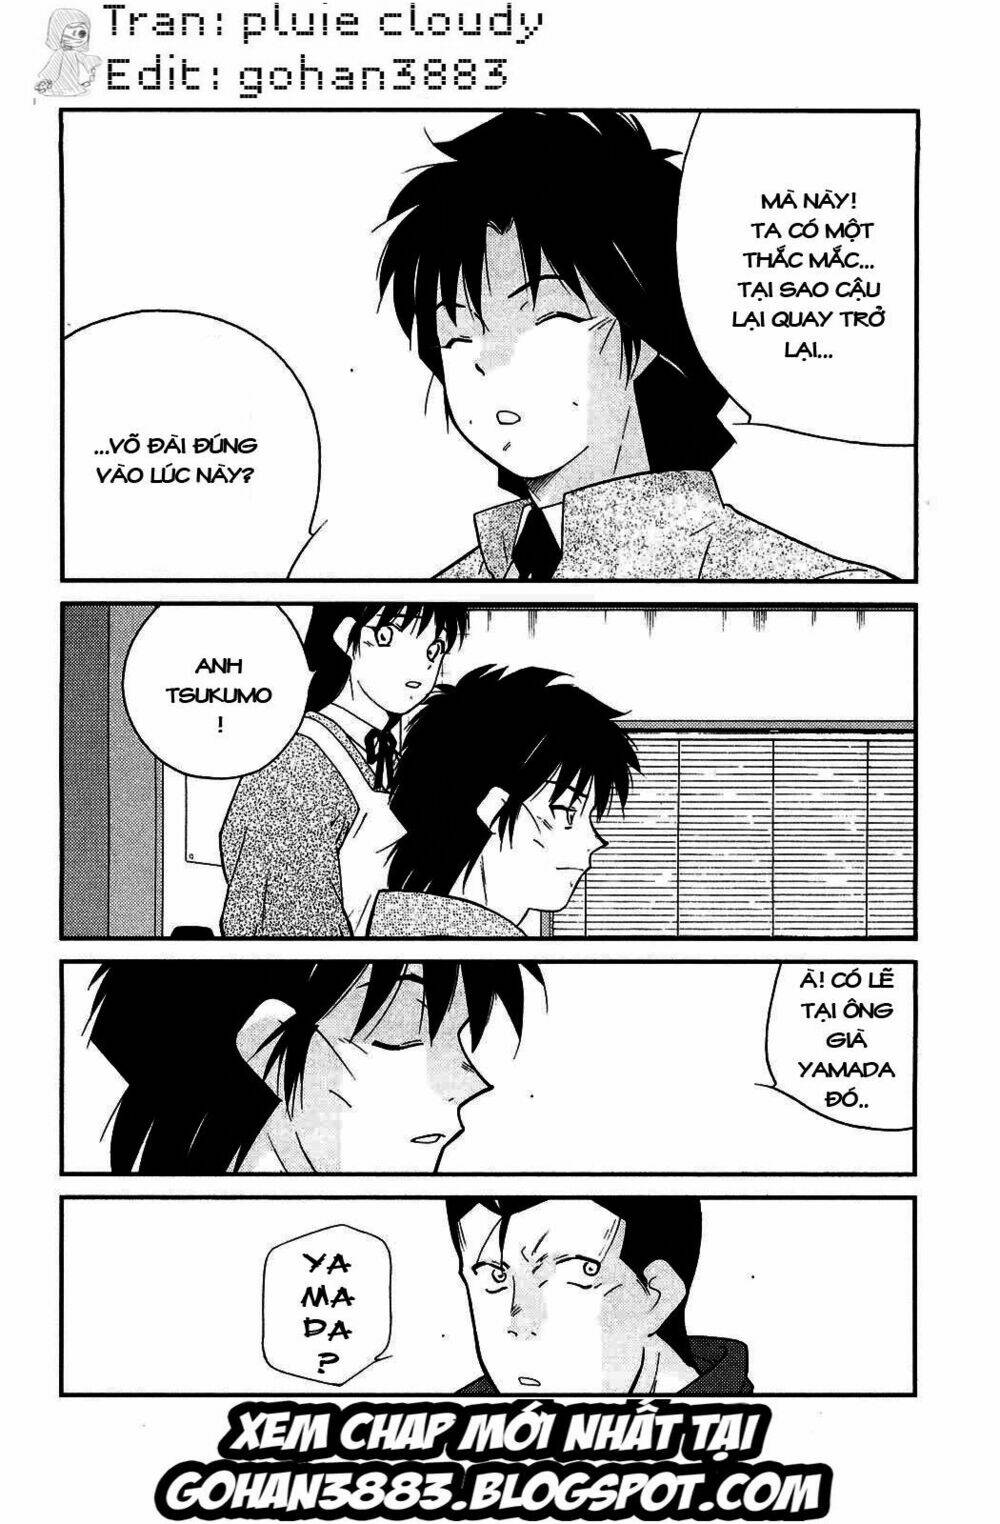 Tran: pluie cloudy
Edit: gohan3883
MÀ NÀY!
TA CÓ MỘT
THẮC MẮC...
TẠI SAO CẬU
LẠI QUAY TRỞ
LẠI...
...VÕ ĐÀI ĐÚNG
VÀO LÚC NÀY?
ANH
TSUKUMO
!
À! CÓ LẼ
TẠI ÔNG
GIÀ
YAMADA
ĐÓ..
YA
MA
DA
?
XEM CHAP MỚI NHẤT TẠI
GOHAN3883.BLOGSPOT.COM